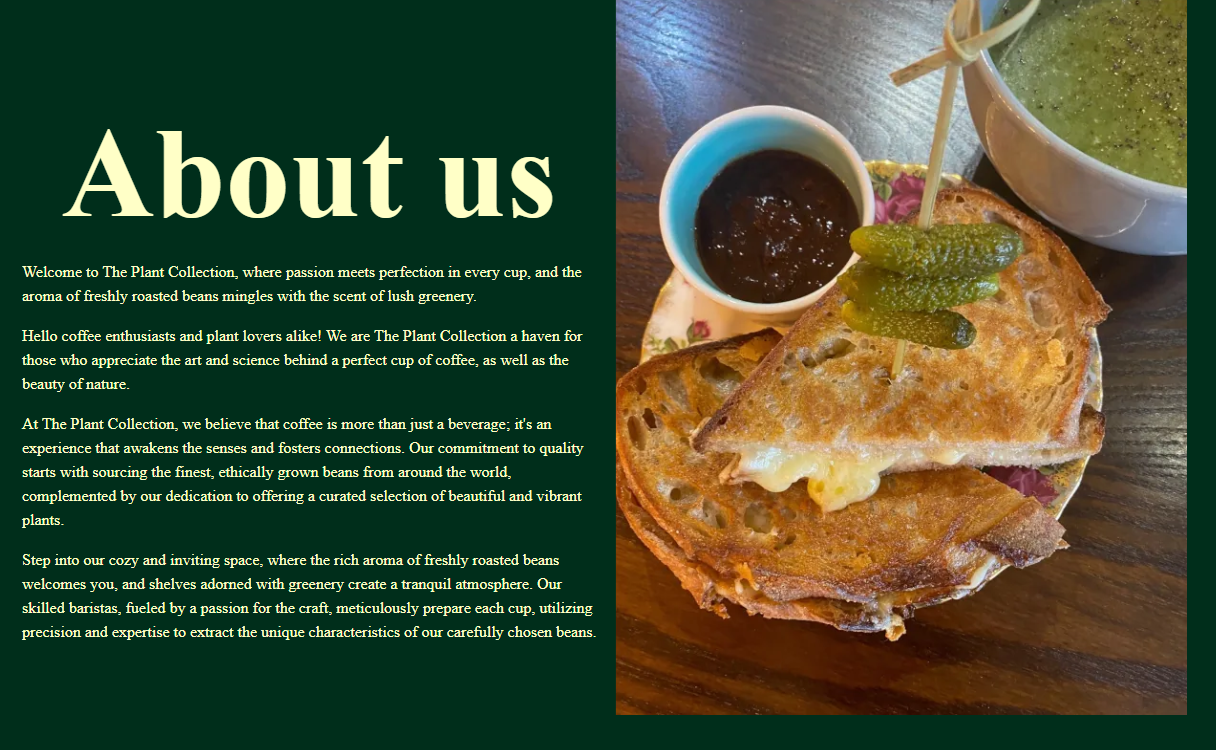 About us
Welcome to The Plant Collection, where passion meets perfection in every cup, and the
aroma of freshly roasted beans mingles with the scent of lush greenery.
Hello coffee enthusiasts and plant lovers alike! We are The Plant Collection a haven for
those who appreciate the art and science behind a perfect cup of coffee, as well as the
beauty of nature.
At The Plant Collection, we believe that coffee is more than just a beverage; it's an
experience that awakens the senses and fosters connections. Our commitment to quality
starts with sourcing the finest, ethically grown beans from around the world,
complemented by our dedication to offering a curated selection of beautiful and vibrant
plants.
Step into our cozy and inviting space, where the rich aroma of freshly roasted beans
welcomes you, and shelves adorned with greenery create a tranquil atmosphere. Our
skilled baristas, fueled by a passion for the craft, meticulously prepare each cup, utilizing
precision and expertise to extract the unique characteristics of our carefully chosen beans.